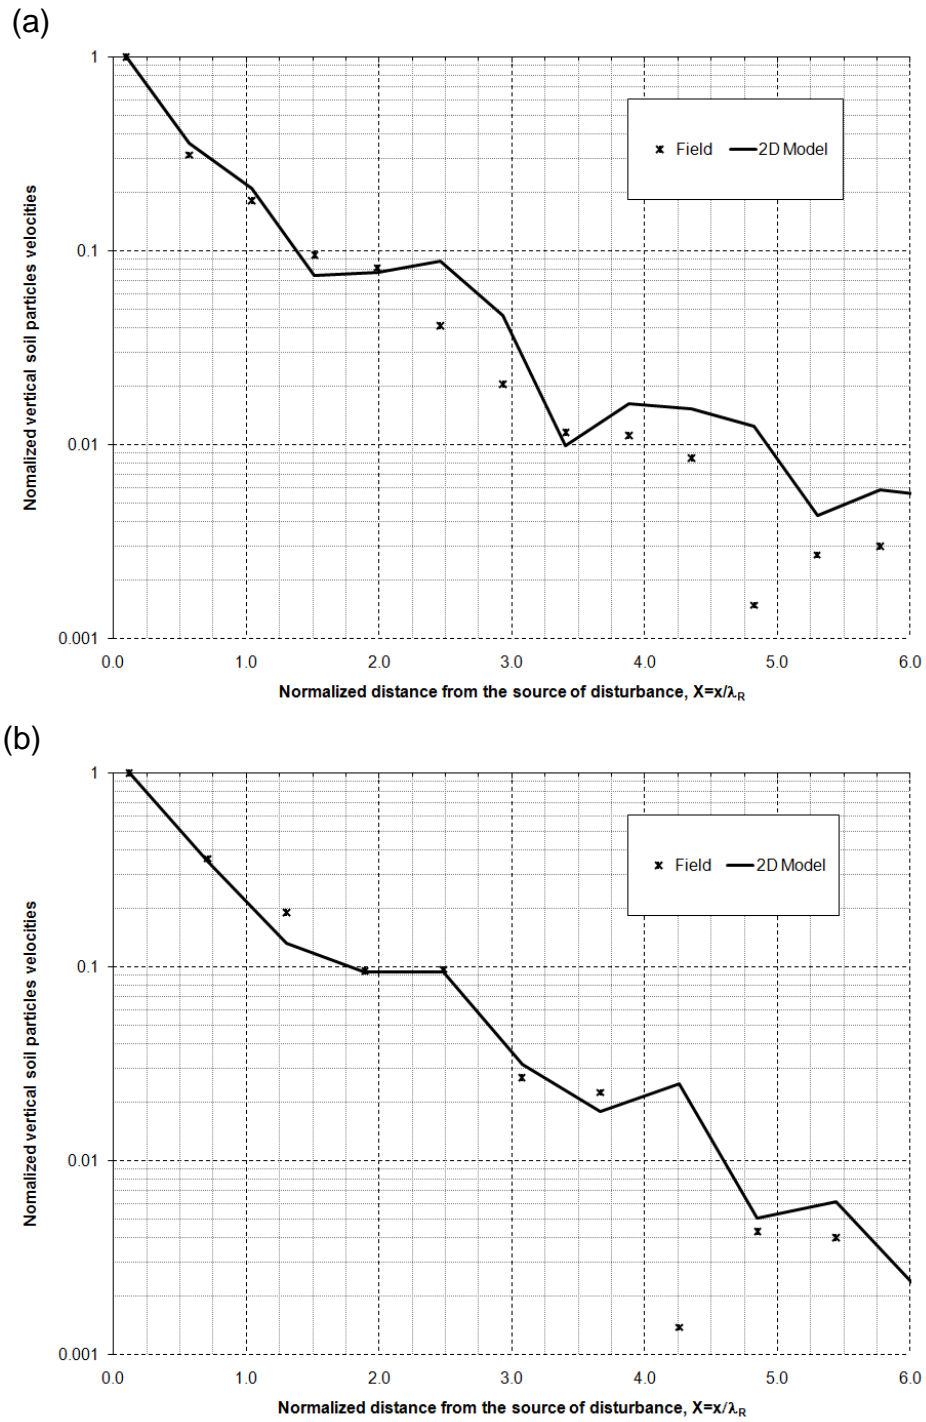 (a)
Nomalized vertical soil particles velocities
1
0.1
0.01
0.001
Field
2D Model
0.0 1.0 2.0 3.0 4.0 5.0 6.0
Normalized distance from the source of disturbance, X=x/λR
(b)
Nomalized vertical soil particles velocities
1
0.1
0.01
0.001
Field
2D Model
0.0 1.0 2.0 3.0 4.0 5.0 6.0
Normalized distance from the source of disturbance, X=x/λR